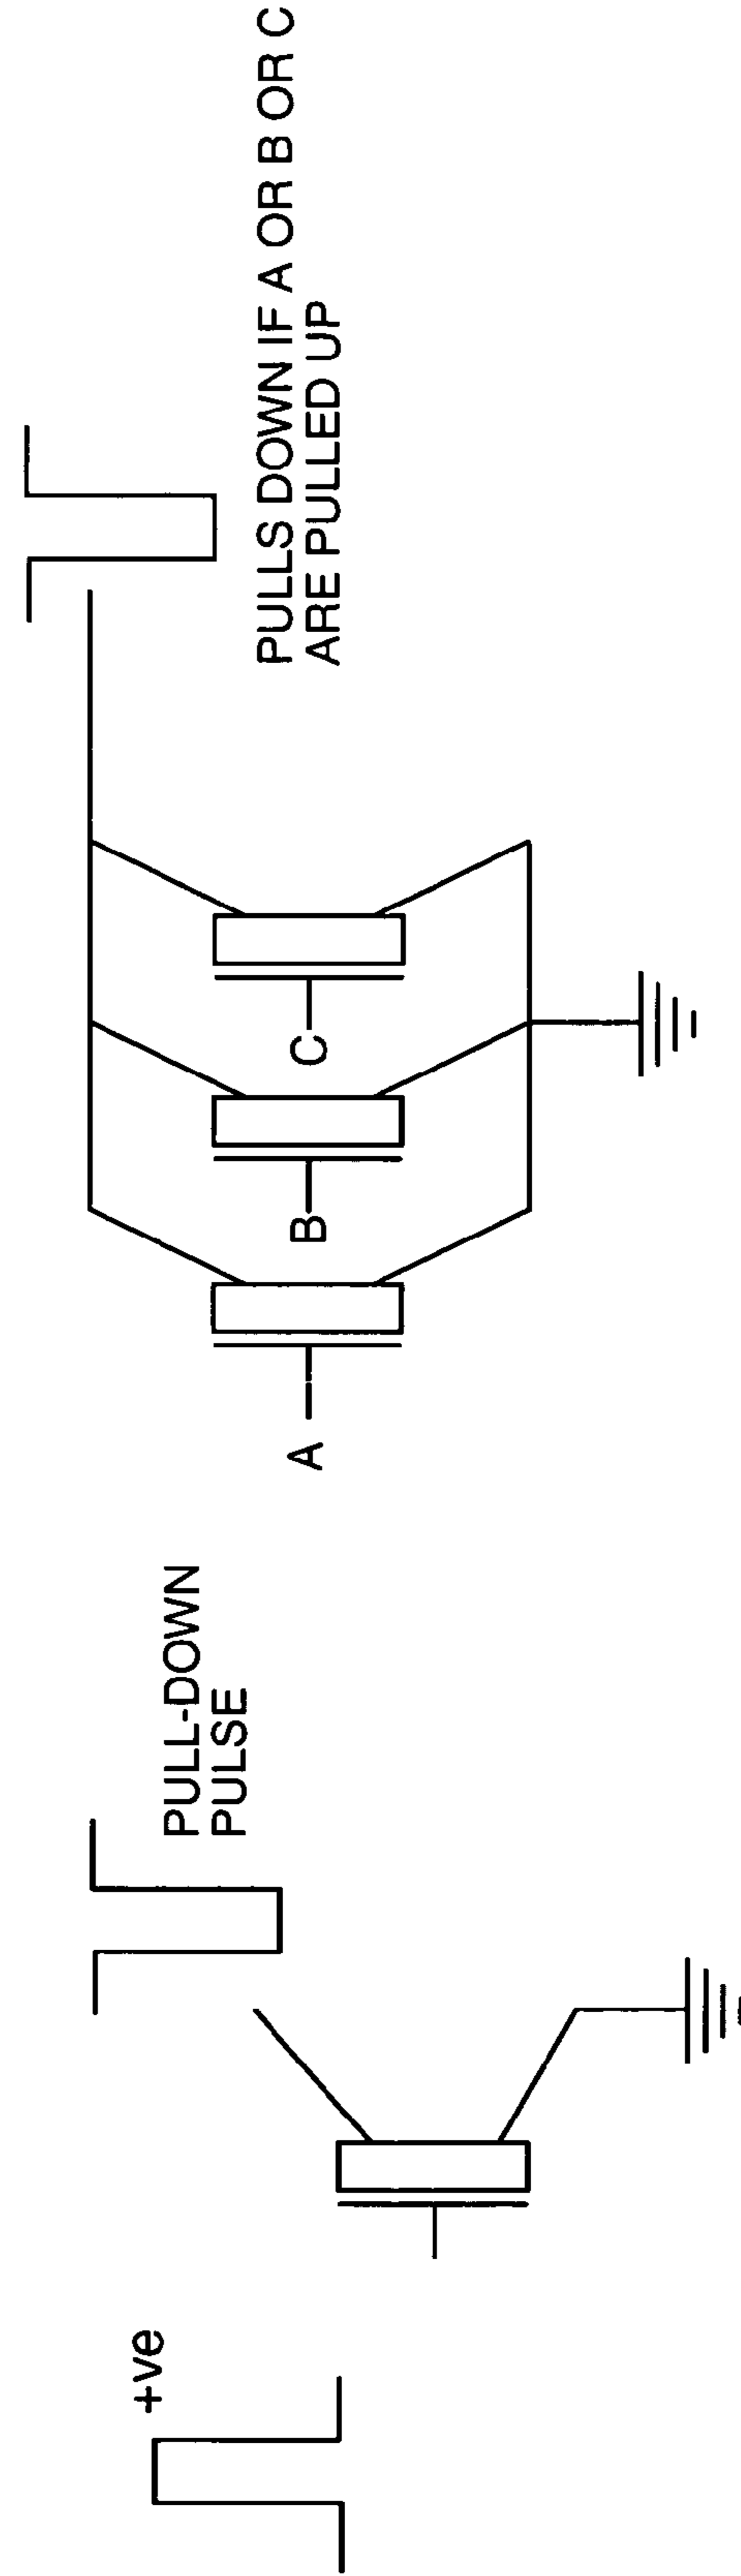 +ve
PULL-DOWN
PULSE
A
B
C
PULLS DOWN IF A OR B OR C
ARE PULLED UP